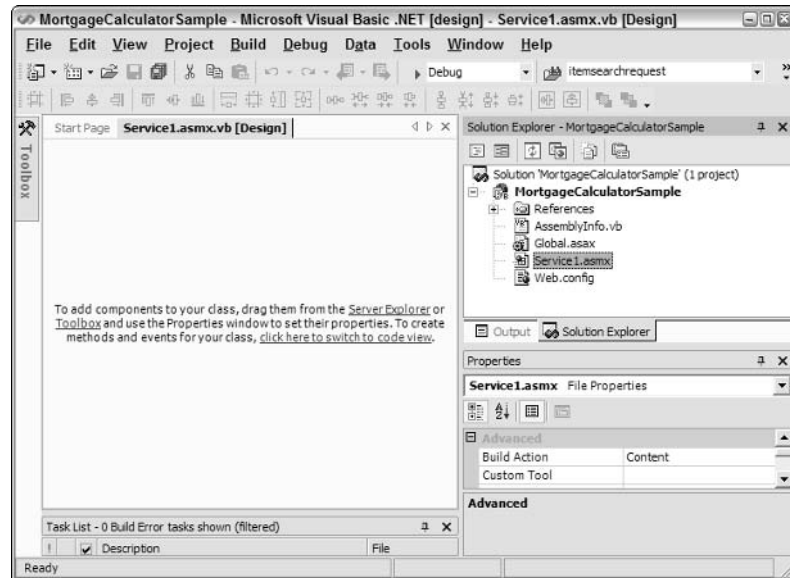 MortgageCalculatorSample - Microsoft Visual Basic .NET [design] - Service1.asmx.vb [Design]
File Edit View Project Build Debug Data Tools Window Help
Debug
itemsearchrequest
Toolbox
Start Page Service1.asmx.vb [Design]
To add components to your class, drag them from the Server Explorer or
Toolbox and use the Properties window to set their properties. To create
methods and events for your class, click here to switch to code view.
Solution Explorer - MortgageCalculatorSample
Solution 'MortgageCalculatorSample' (1 project)
MortgageCalculatorSample
References
AssemblyInfo.vb
Global.asax
Service1.asmx
Web.config
Output Solution Explorer
Properties
Service1.asmx File Properties
Advanced
Build Action Content
Custom Tool
Advanced
Task List - 0 Build Error tasks shown (filtered)
! Description File
Ready